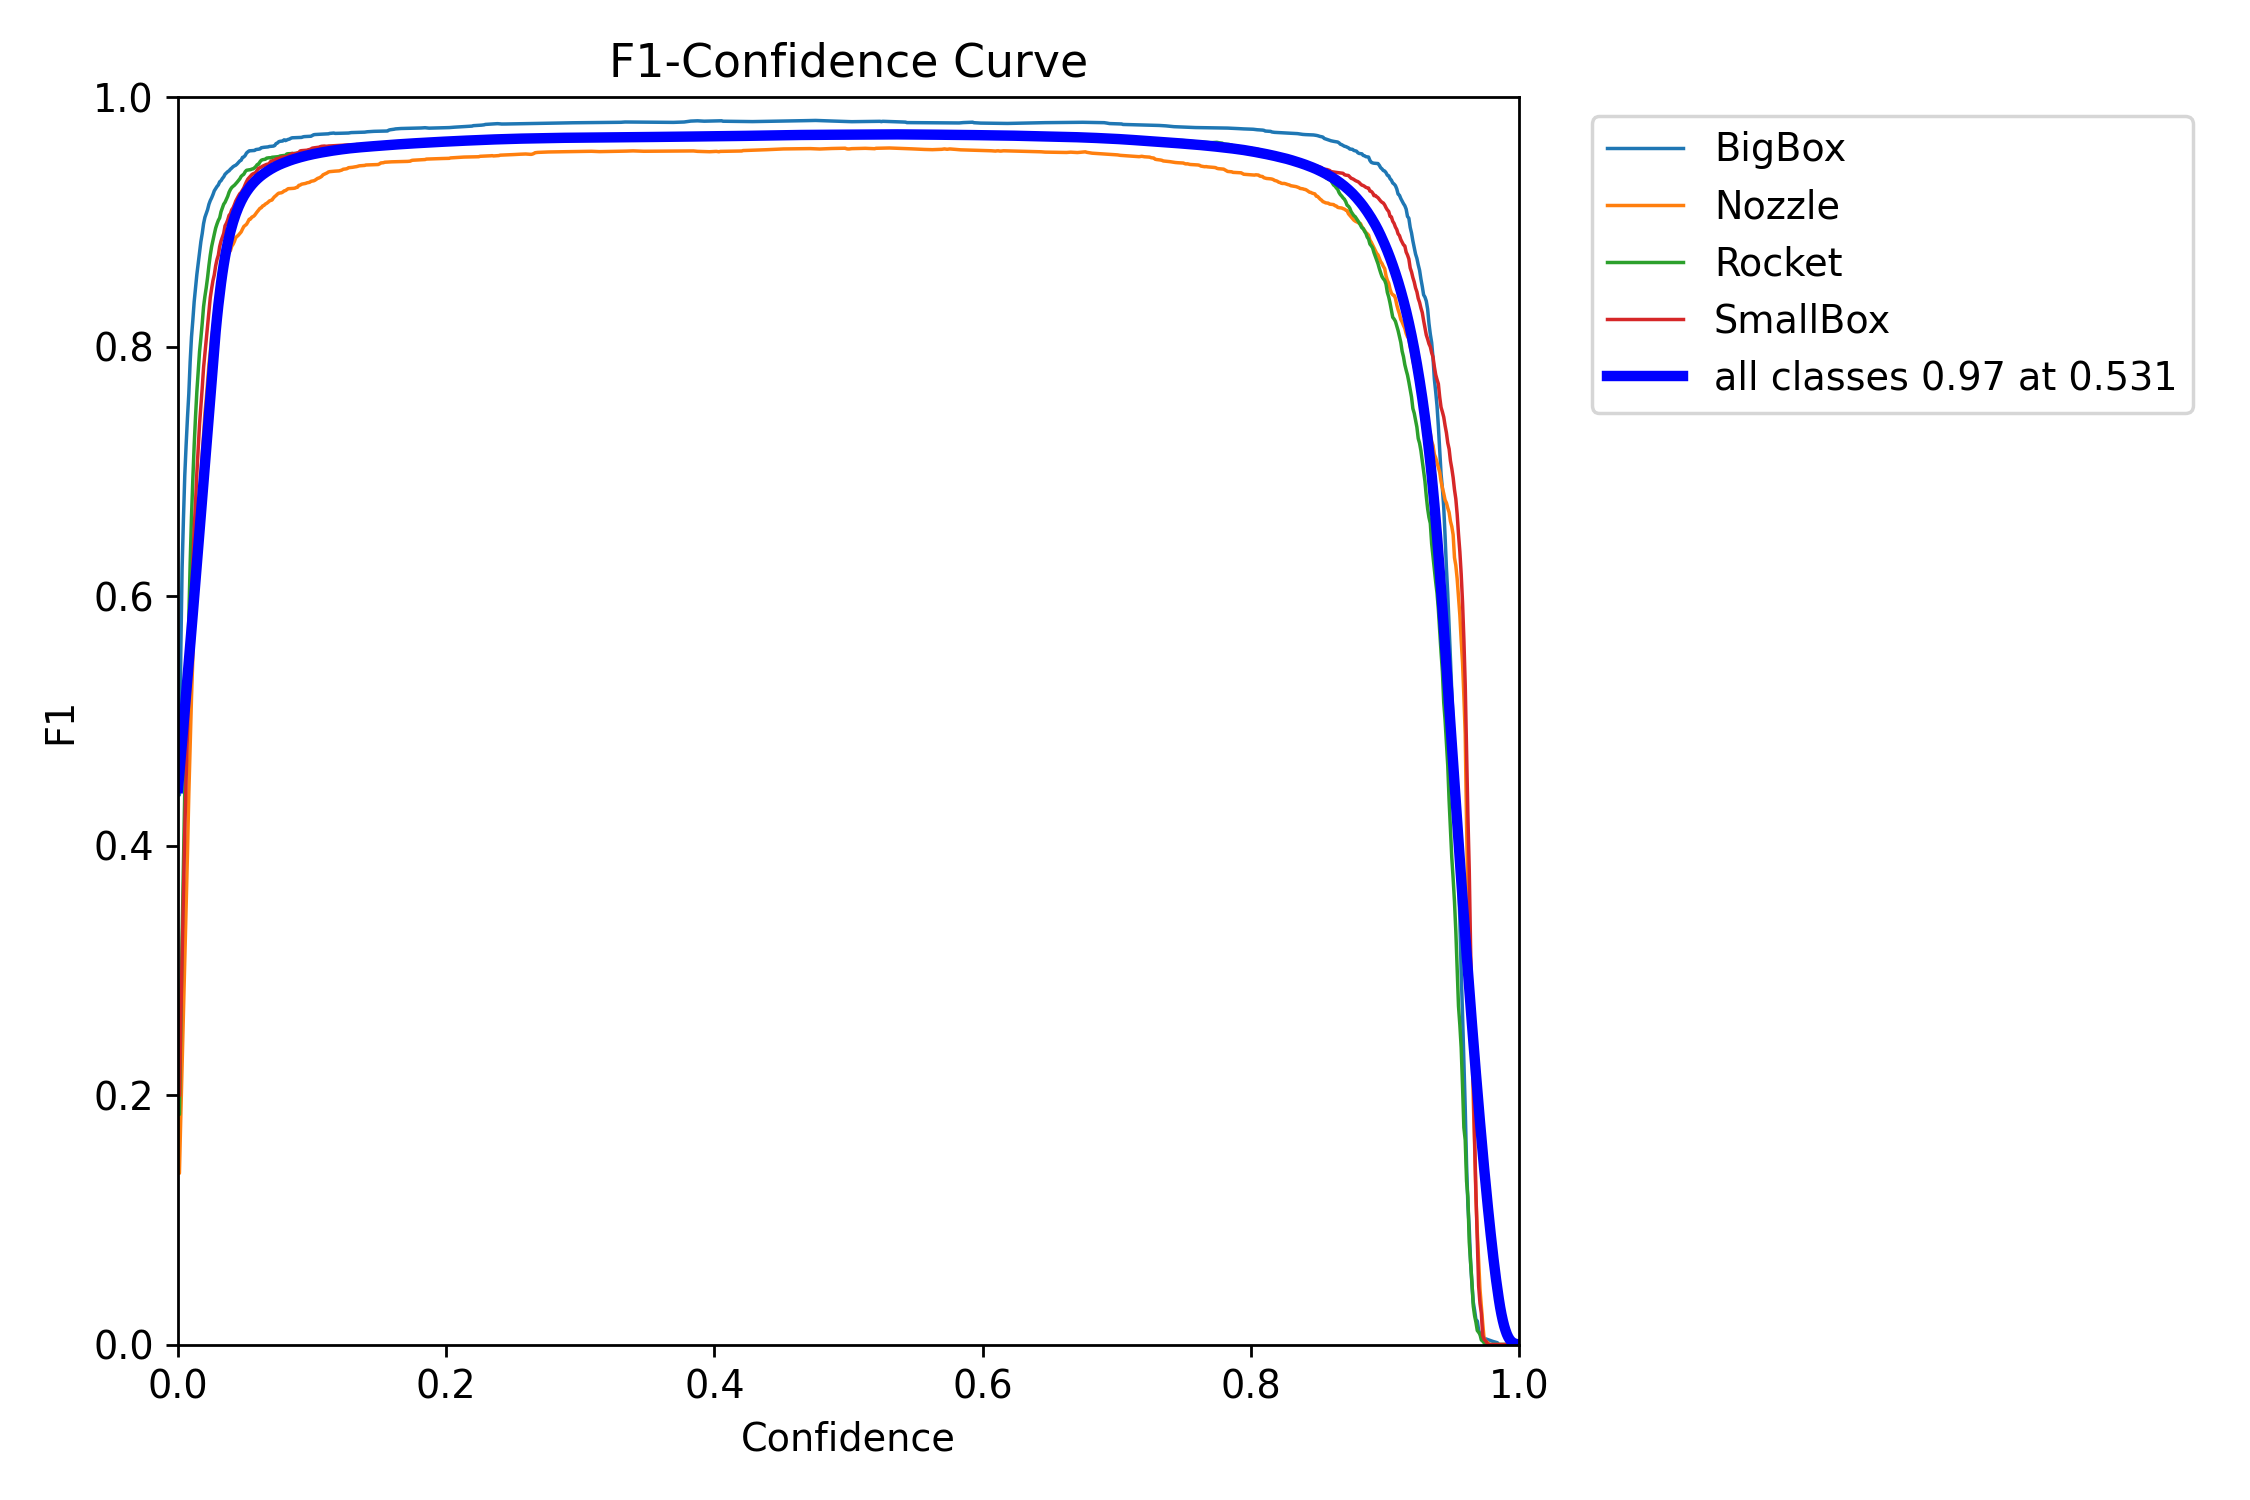 F1-Confidence Curve
1.0
0.8
0.6
0.4
0.2
0.0
F1
0.0 0.2 0.4 0.6 0.8 1.0
Confidence
BigBox
Nozzle
Rocket
SmallBox
all classes 0.97 at 0.531